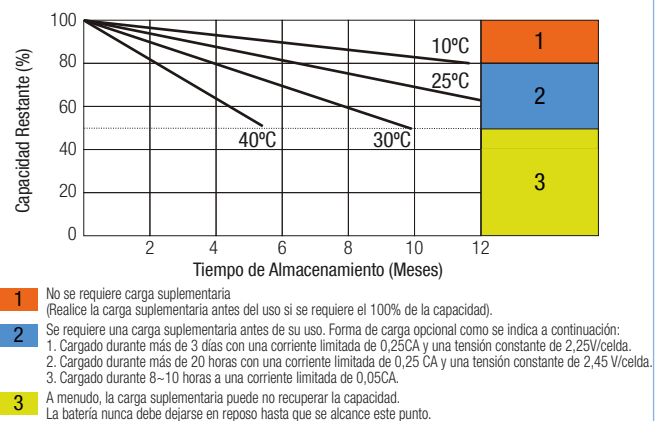 Capacidad Restante (%)
100
80
60
40
20
0
10ºC
25ºC
30ºC
40ºC
1
2
3
2
4
6
8
10
12
Tiempo de Almacenamiento (Meses)
1 No se requiere carga suplementaria
(Realice la carga suplementaria antes del uso si se requiere el 100% de la capacidad).
2 Se requiere una carga suplementaria antes de su uso. Forma de carga opcional como se indica a continuación:
1. Cargado durante más de 3 días con una corriente limitada de 0,25CA y una tensión constante de 2,25V/celda.
2. Cargado durante más de 20 horas con una corriente limitada de 0,25 CA y una tensión constante de 2,45 V/celda.
3. Cargado durante 8~10 horas a una corriente limitada de 0,05CA.
3 A menudo, la carga suplementaria puede no recuperar la capacidad.
La batería nunca debe dejarse en reposo hasta que se alcance este punto.